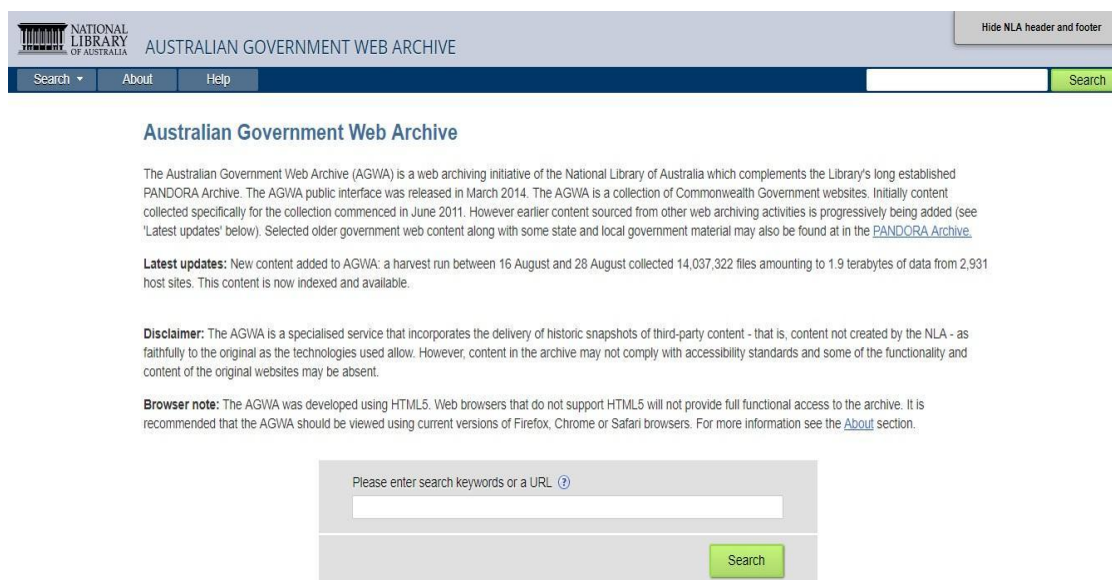 NATIONAL
LIBRARY
OF AUSTRALIA
AUSTRALIAN GOVERNMENT WEB ARCHIVE
Hide NLA header and footer
Search
About
Help
Search
Australian Government Web Archive
The Australian Government Web Archive (AGWA) is a web archiving initiative of the National Library of Australia which complements the Library's long established
PANDORA Archive. The AGWA public interface was released in March 2014. The AGWA is a collection of Commonwealth Government websites. Initially content
collected specifically for the collection commenced in June 2011. However earlier content sourced from other web archiving activities is progressively being added (see
'Latest updates' below). Selected older government web content along with some state and local government material may also be found at in the PANDORA Archive.
Latest updates: New content added to AGWA: a harvest run between 16 August and 28 August collected 14,037,322 files amounting to 1.9 terabytes of data from 2,931
host sites. This content is now indexed and available.
Disclaimer: The AGWA is a specialised service that incorporates the delivery of historic snapshots of third-party content - that is, content not created by the NLA - as
faithfully to the original as the technologies used allow. However, content in the archive may not comply with accessibility standards and some of the functionality and
content of the original websites may be absent.
Browser note: The AGWA was developed using HTML5. Web browsers that do not support HTML5 will not provide full functional access to the archive. It is
recommended that the AGWA should be viewed using current versions of Firefox, Chrome or Safari browsers. For more information see the About section.
Please enter search keywords or a URL ?
Search